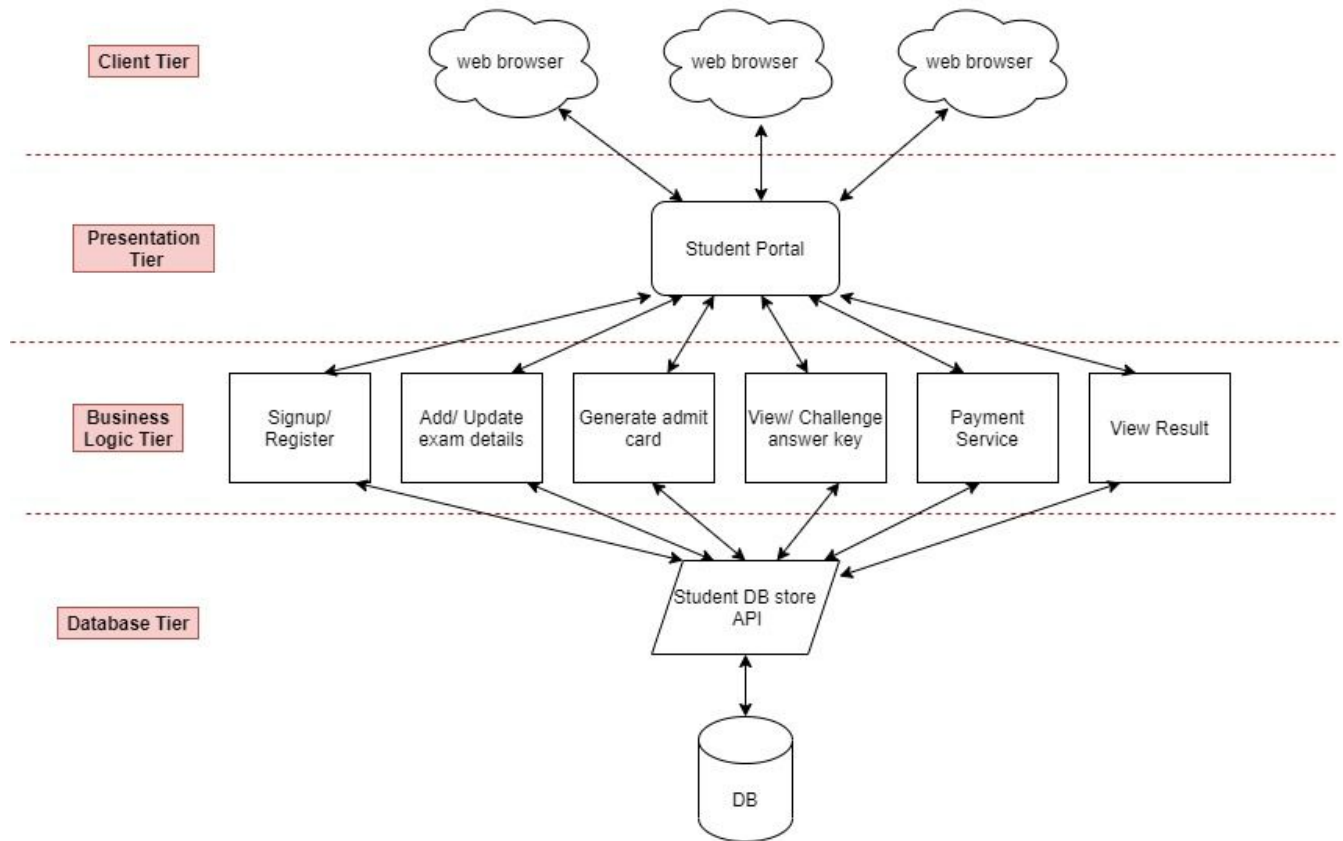 Client Tier
web browser
web browser
web browser
Presentation
Tier
Student Portal
Business
Logic Tier
Signup/
Register
Add/ Update
exam details
Generate admit
card
View/ Challenge
answer key
Payment
Service
View Result
Database Tier
Student DB store
API
DB